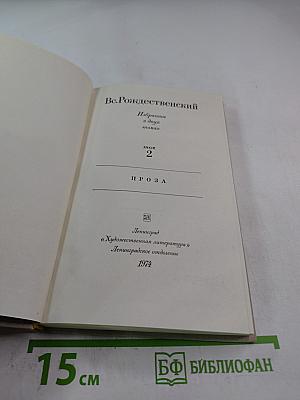 Вс. Рождественский
Избранное
в двух
томах
том
2
ПРОЗА
Ленинград
«Художественная литература»
Ленинградское отделение
1974
15 см
БФ БИБЛИОФАН